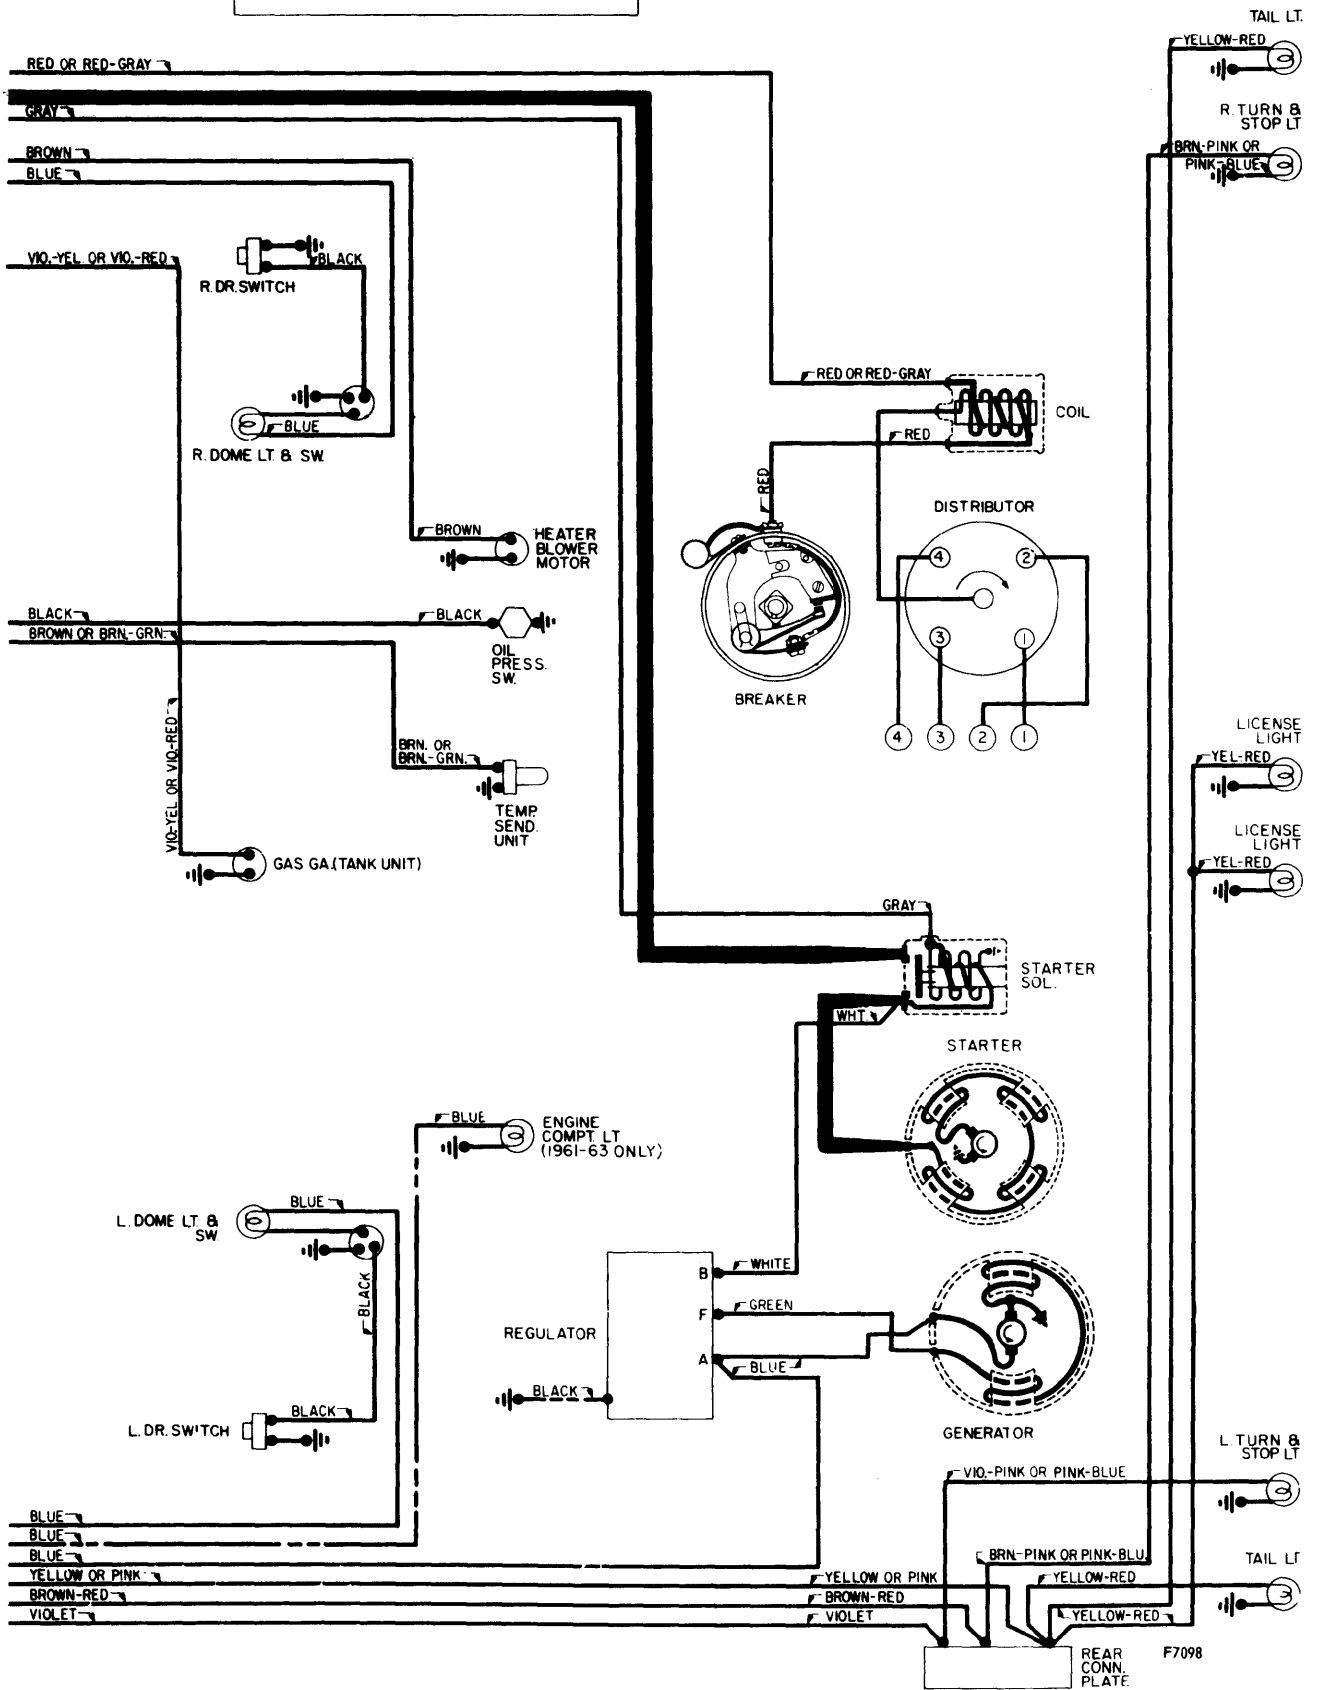 TAIL LT.
YELLOW-RED
RED OR RED-GRAY
GRAY
R. TURN &
STOP LT
BRN-PINK OR
PINK-BLUE
BROWN
BLUE
VIO.-YEL. OR VIO.-RED
BLACK
R. DR. SWITCH
BLUE
R. DOME LT. & SW.
RED OR RED-GRAY
COIL
RED
RED
DISTRIBUTOR
4
2
3
1
4
3
2
1
BREAKER
BROWN
HEATER
BLOWER
MOTOR
BLACK
BLACK
BROWN OR BRN.-GRN.
OIL
PRESS.
SW.
VIO.-YEL OR VIO.-RED
BRN. OR
BRN.-GRN.
TEMP.
SEND.
UNIT
GAS GA.(TANK UNIT)
LICENSE
LIGHT
YEL-RED
LICENSE
LIGHT
YEL-RED
GRAY
STARTER
SOL.
WHT.
STARTER
BLUE
ENGINE
COMPT. LT
(1961-63 ONLY)
BLUE
L. DOME LT. &
SW.
BLACK
BLACK
L. DR. SWITCH
REGULATOR
B
WHITE
F
GREEN
A
BLUE
BLACK
GENERATOR
L. TURN &
STOP LT
VIO.-PINK OR PINK-BLUE
BLUE
BLUE
BLUE
YELLOW OR PINK
BROWN-RED
VIOLET
BRN-PINK OR PINK-BLU.
YELLOW OR PINK
BROWN-RED
VIOLET
YELLOW-RED
YELLOW-RED
TAIL LT
REAR
CONN.
PLATE
F7098